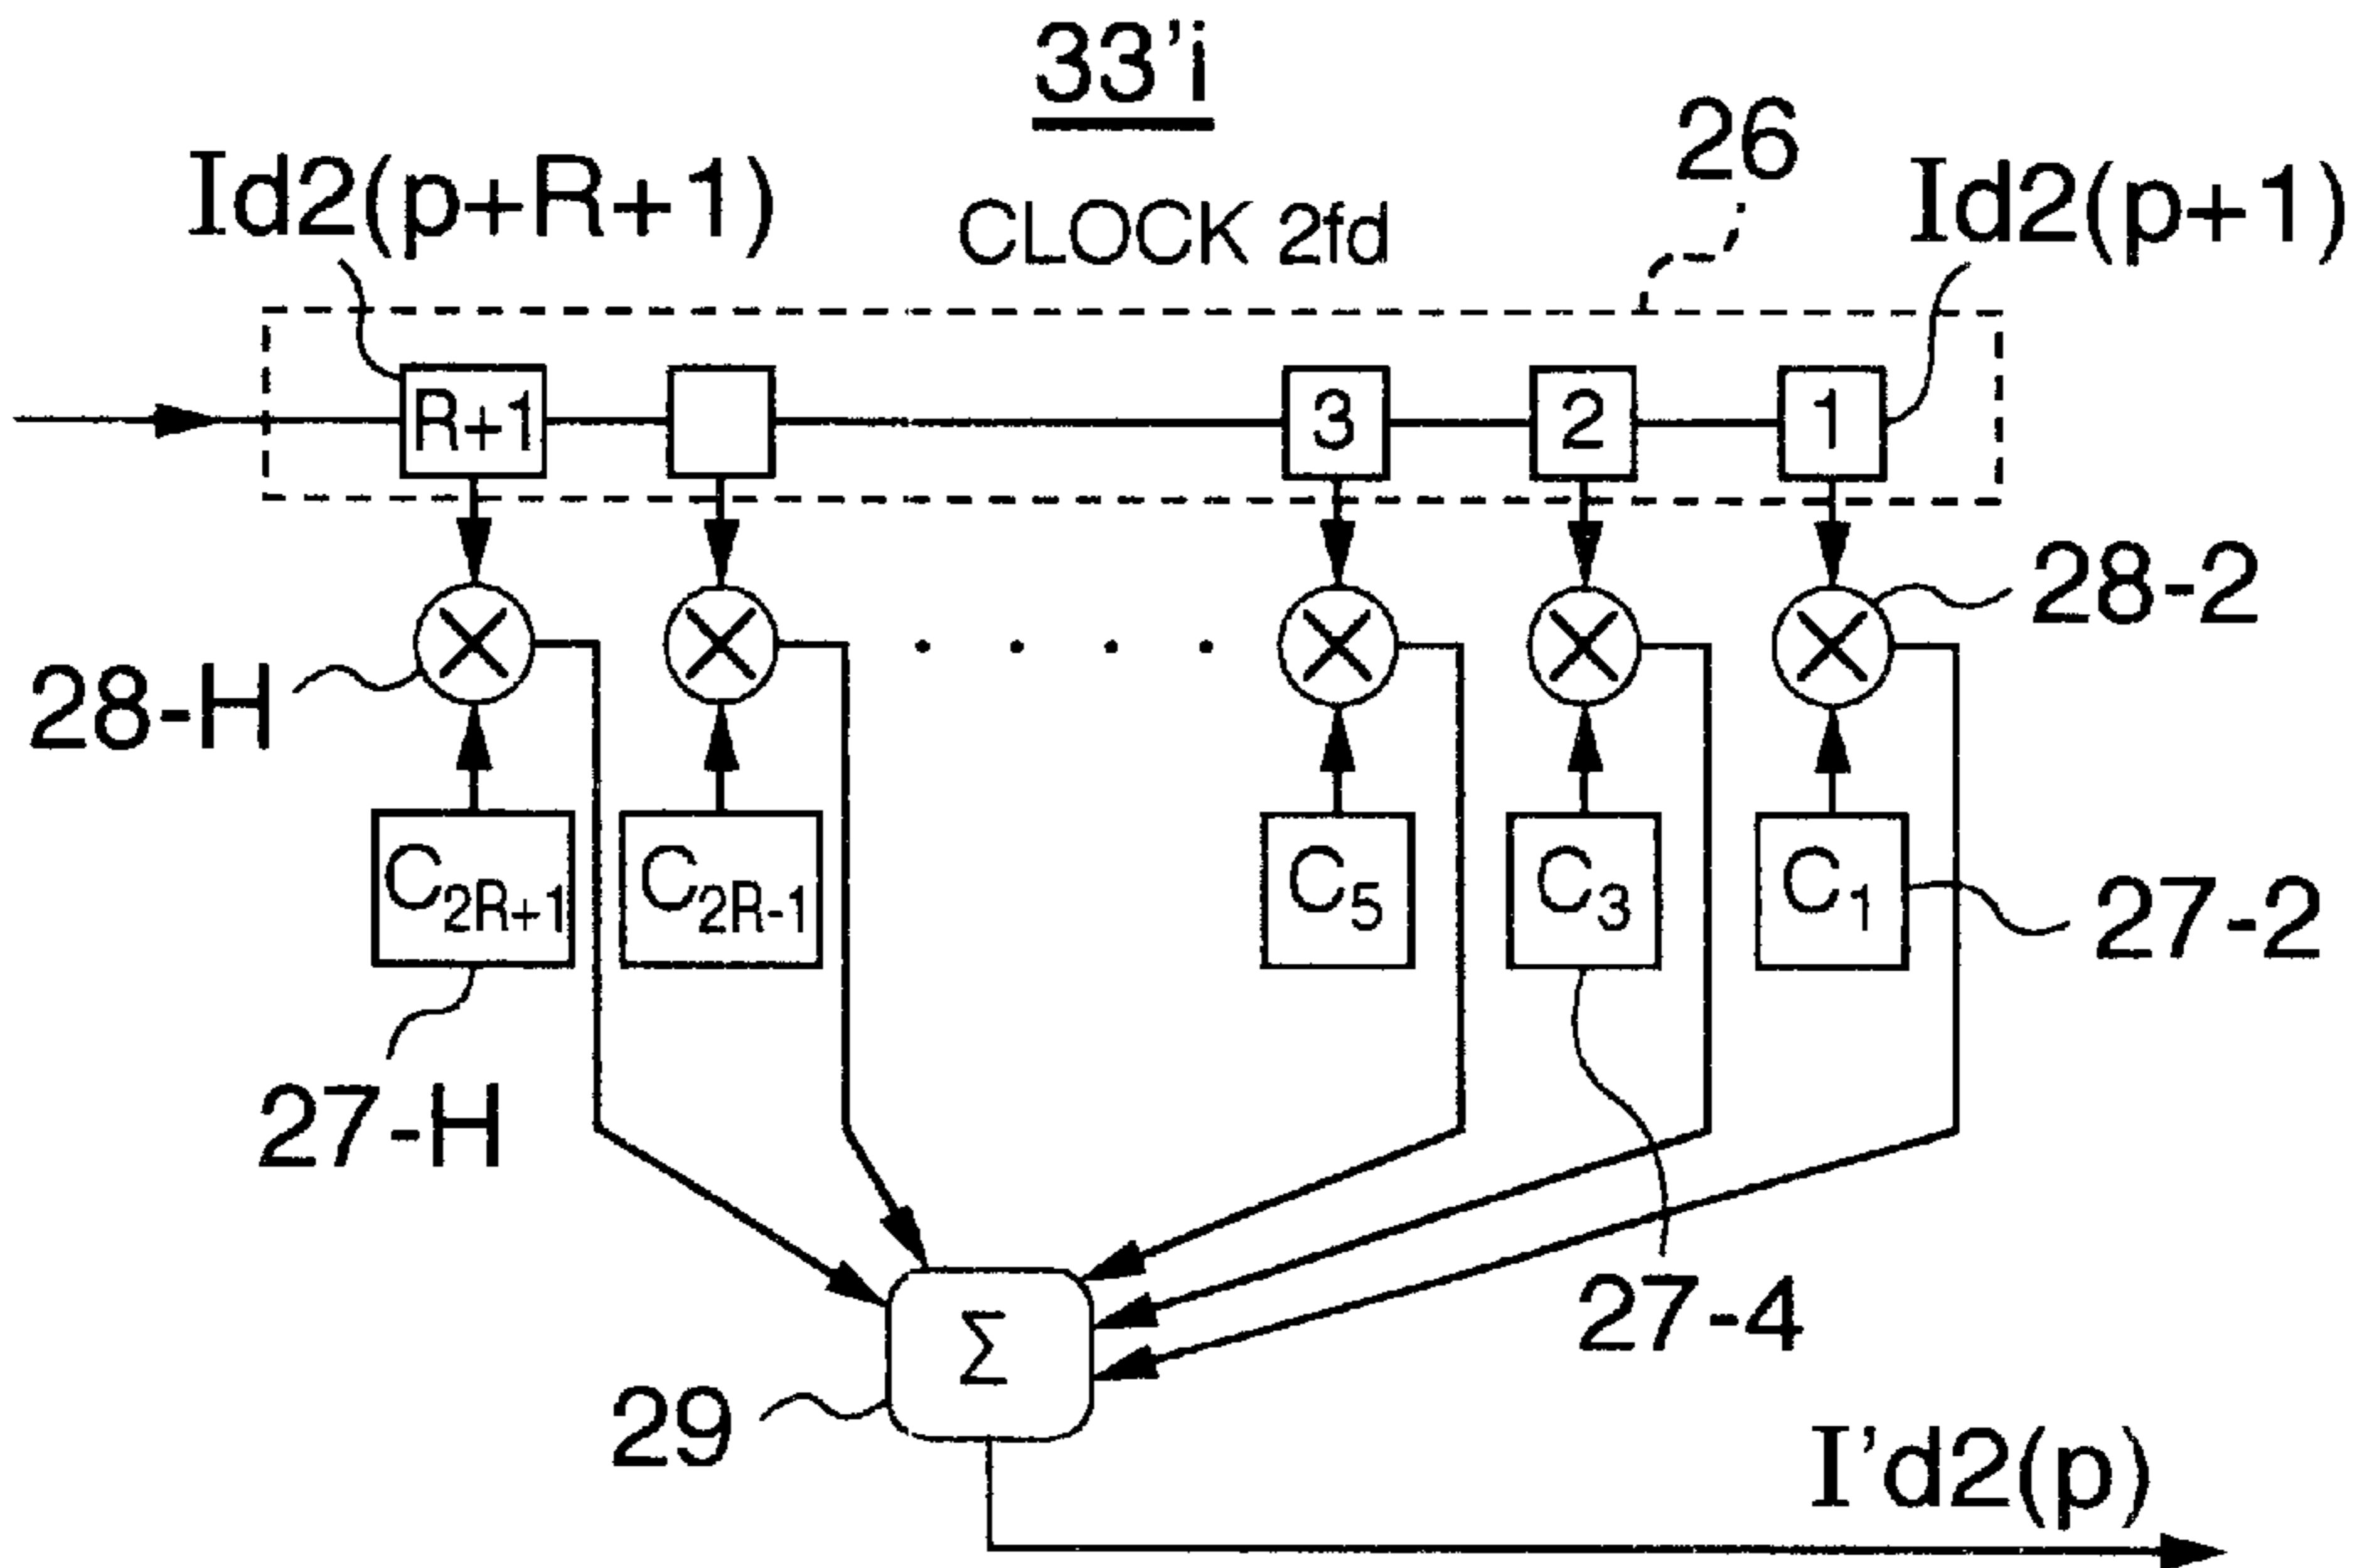 33'i
26
Id2(p+R+1)
CLOCK 2fd
Id2(p+1)
R+1
3
2
1
28-2
28-H
C2R+1
C2R-1
C5
C3
C1
27-2
27-H
27-4
Σ
29
I'd2(p)